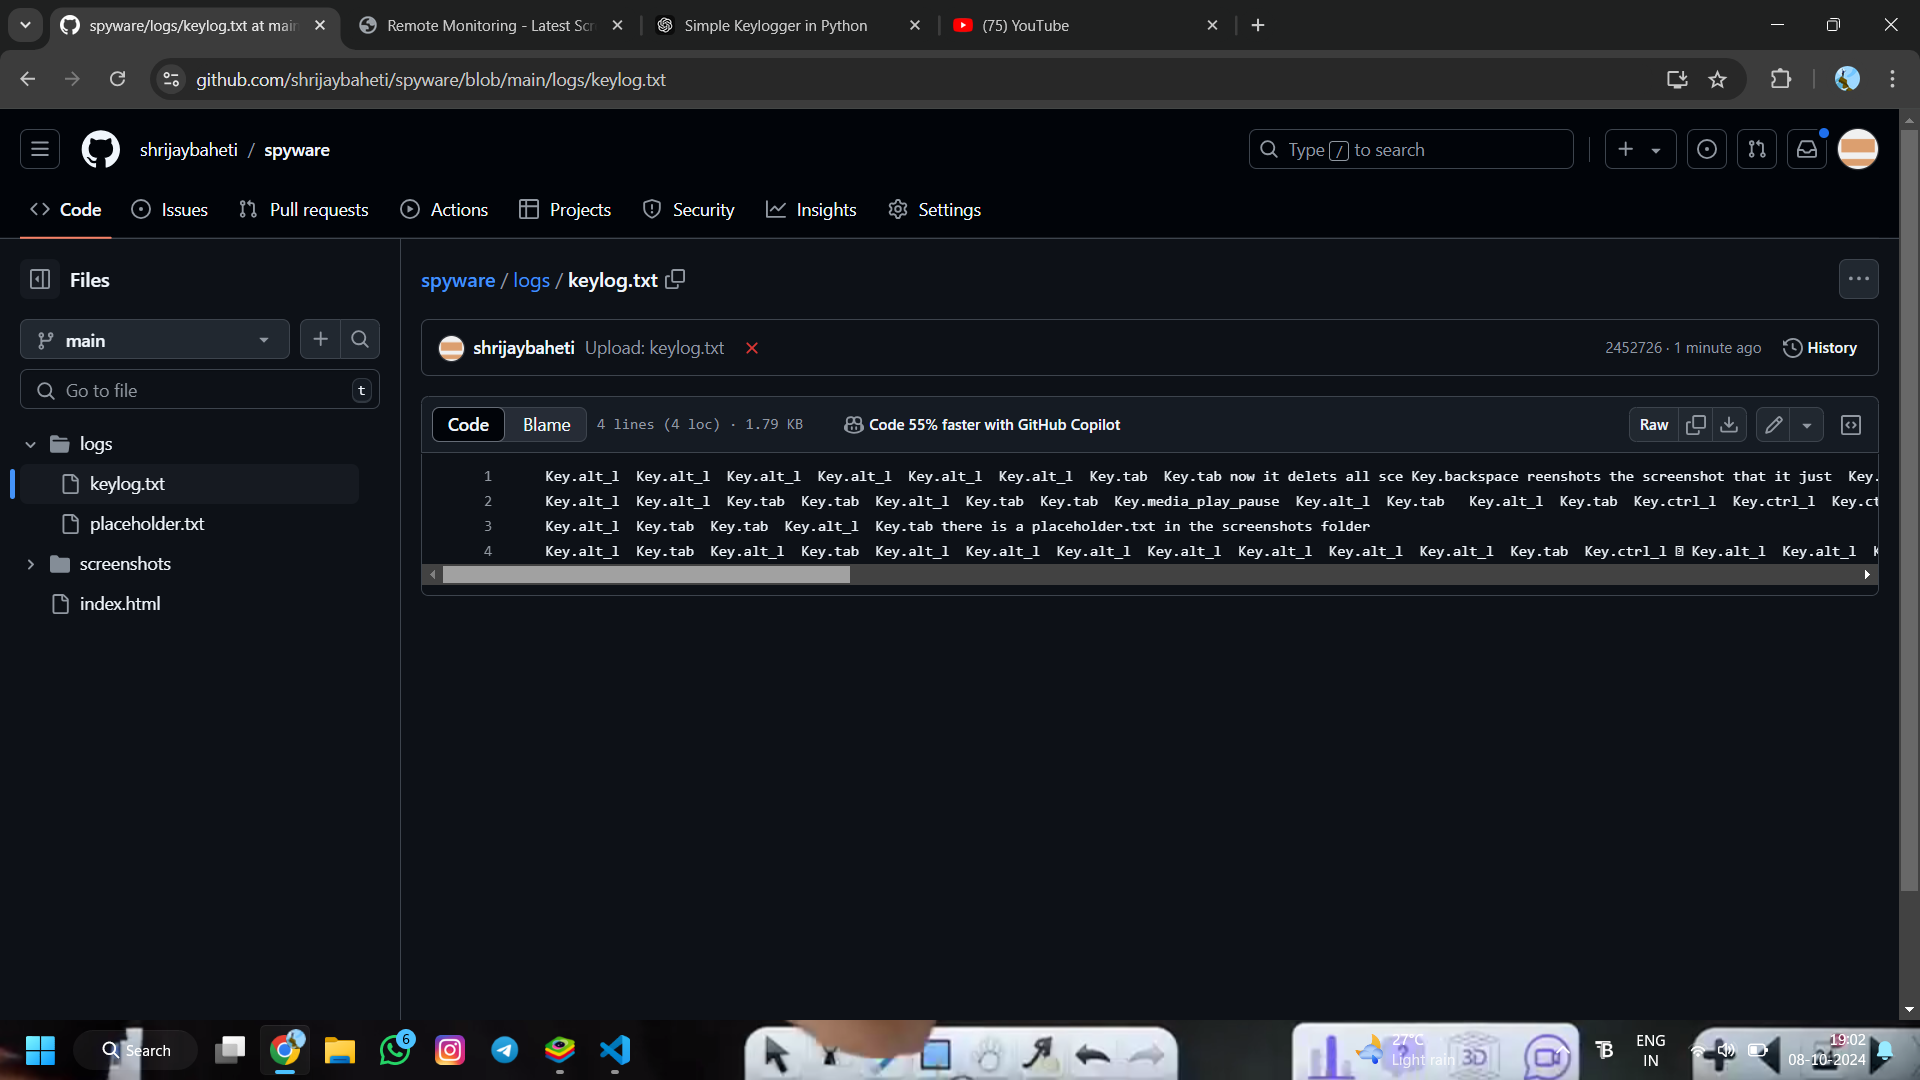 spyware/logs/keylog.txt at main
Remote Monitoring - Latest Scr
Simple Keylogger in Python
(75) YouTube
github.com/shrijaybaheti/spyware/blob/main/logs/keylog.txt
shrijaybaheti / spyware
Type / to search
Code
Issues
Pull requests
Actions
Projects
Security
Insights
Settings
Files
main
Go to file
t
logs
keylog.txt
placeholder.txt
screenshots
index.html
spyware / logs / keylog.txt
shrijaybaheti Upload: keylog.txt
2452726 · 1 minute ago
History
Code
Blame
4 lines (4 loc) · 1.79 KB
Code 55% faster with GitHub Copilot
Raw
1 Key.alt_l Key.alt_l Key.alt_l Key.alt_l Key.alt_l Key.alt_l Key.tab Key.tab now it delets all sce Key.backspace reenshots the screenshot that it just Key.
2 Key.alt_l Key.alt_l Key.tab Key.tab Key.alt_l Key.tab Key.tab Key.media_play_pause Key.alt_l Key.tab Key.alt_l Key.tab Key.ctrl_l Key.ctrl_l Key.ct
3 Key.alt_l Key.tab Key.tab Key.alt_l Key.tab there is a placeholder.txt in the screenshots folder
4 Key.alt_l Key.tab Key.alt_l Key.tab Key.alt_l Key.alt_l Key.alt_l Key.alt_l Key.alt_l Key.alt_l Key.alt_l Key.tab Key.ctrl_l Key.alt_l Key.alt_l K
Search
6
27°C
Light rain
3D
ENG
IN
19:02
08-10-2024